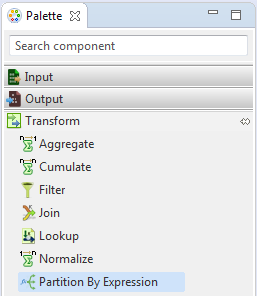 Palette
Search component
Input
Output
Transform
Aggregate
Cumulate
Filter
Join
Lookup
Normalize
Partition By Expression